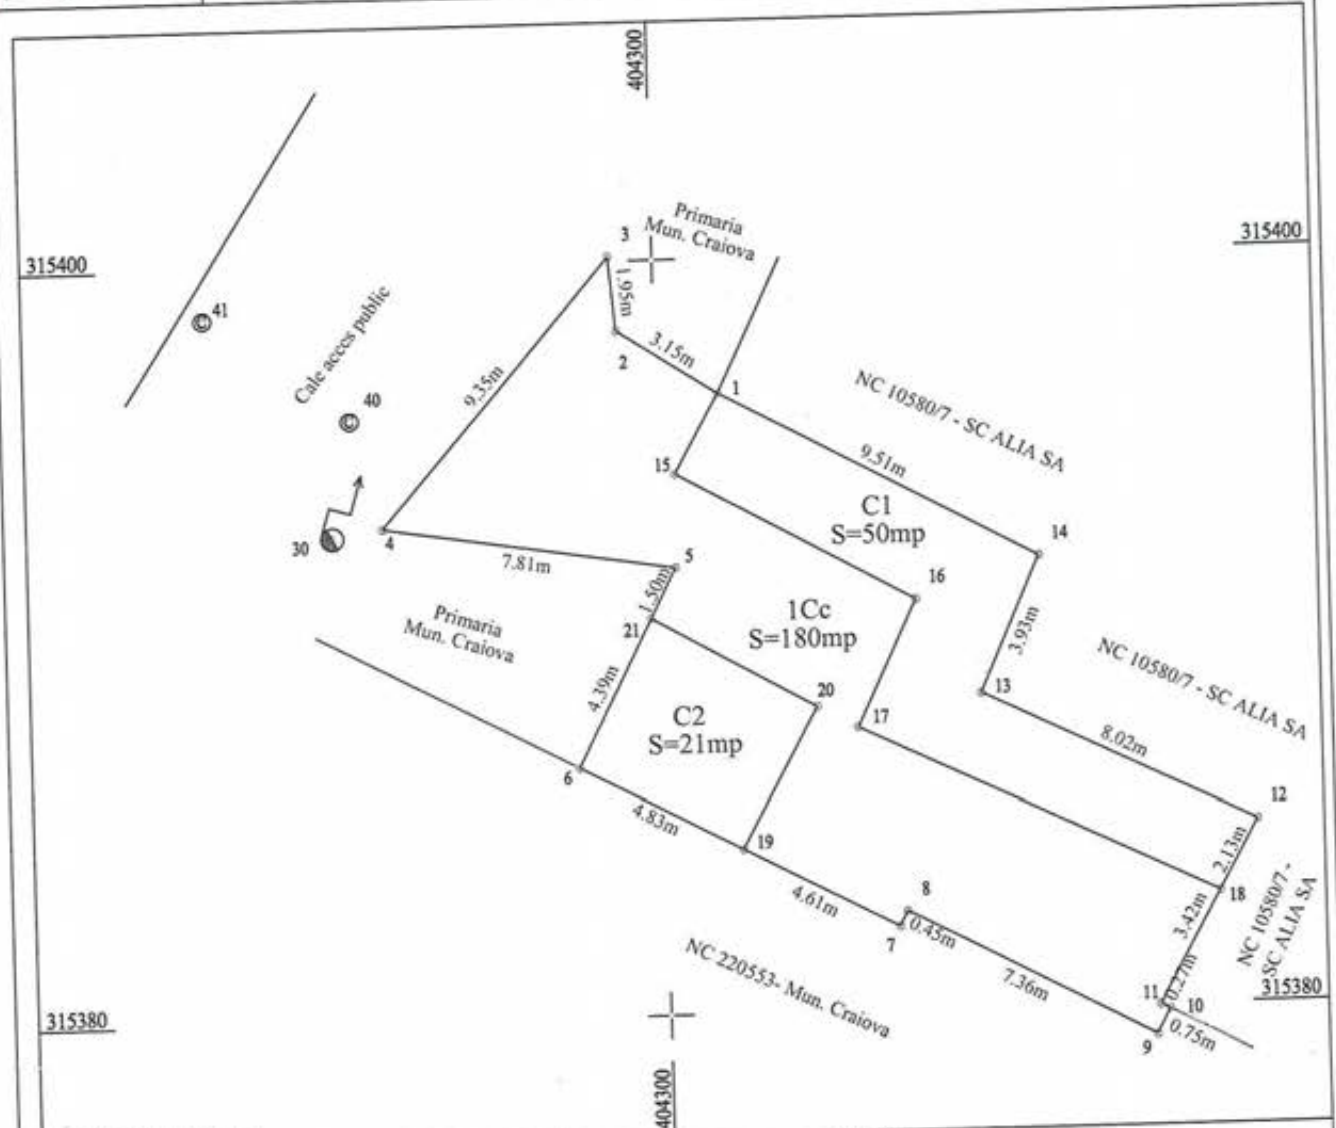 404300
315400
315400
Primaria
Mun. Craiova
3
1.95m
41
Cale acces public
2
3.15m
1
40
9.35m
NC 10580/7 - SC ALIA SA
15
9.51m
C1
S=50mp
14
30
4
7.81m
5
1.50m
16
1Cc
S=180mp
3.93m
Primaria
Mun. Craiova
21
NC 10580/7 - SC ALIA SA
13
4.39m
20
C2
S=21mp
17
8.02m
6
12
4.83m
19
2.13m
18
4.61m
8
3.42m
NC 10580/7 -
SC ALIA SA
7
0.45m
NC 220553- Mun. Craiova
7.36m
0.27m
11
10
315380
315380
9
0.75m
404300